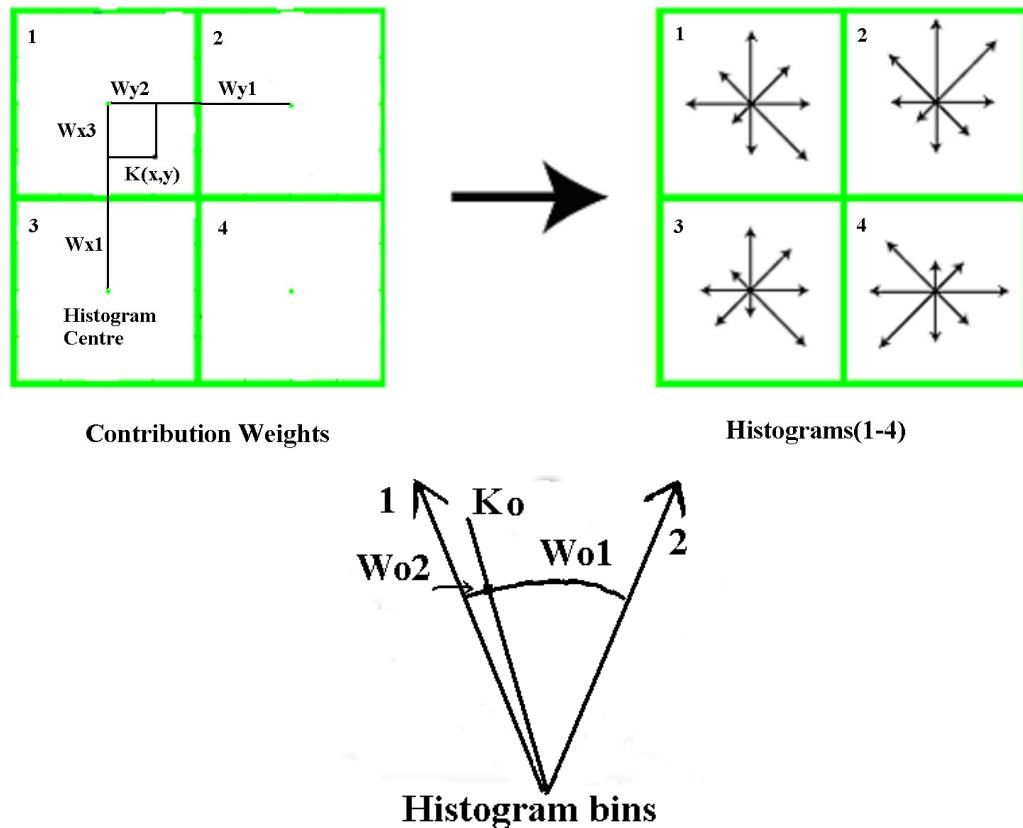 1
2
Wy2
Wy1
Wx3
K(x,y)
3
4
Wx1
Histogram
Centre
Contribution Weights
1
2
3
4
Histograms(1-4)
1
Ko
2
Wo2
Wo1
Histogram bins